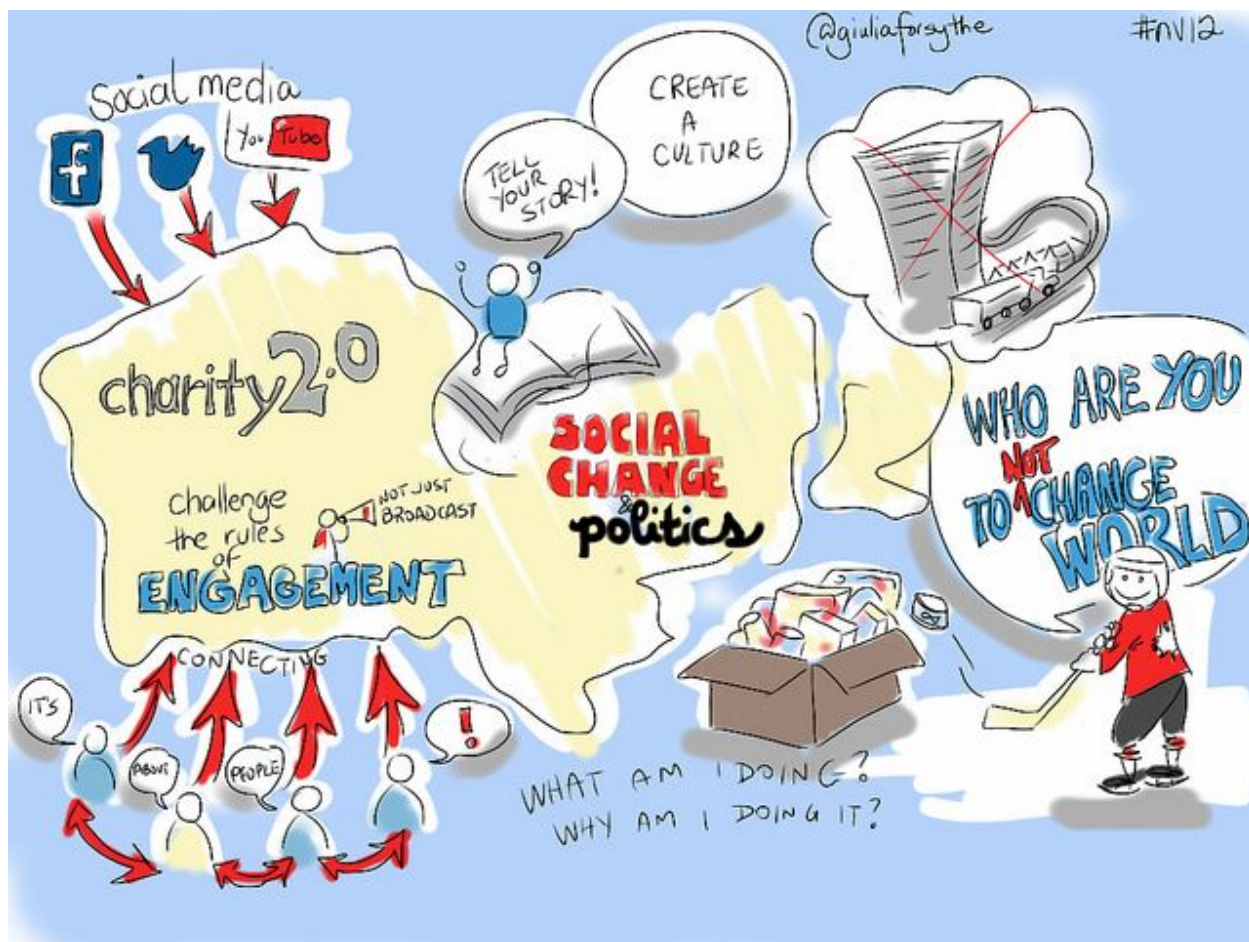 @giuliaforsythe
#nv12
Social media
f
You Tube
CREATE
A
CULTURE
TELL
YOUR
STORY!
charity 2.0
challenge
the rules
of
ENGAGEMENT
NOT JUST
BROADCAST
SOCIAL
CHANGE
&
politics
WHO ARE YOU
NOT
TO ^ CHANGE
WORLD
CONNECTING
IT'S
ABOUT
PEOPLE
!
WHAT AM I DOING?
WHY AM I DOING IT?